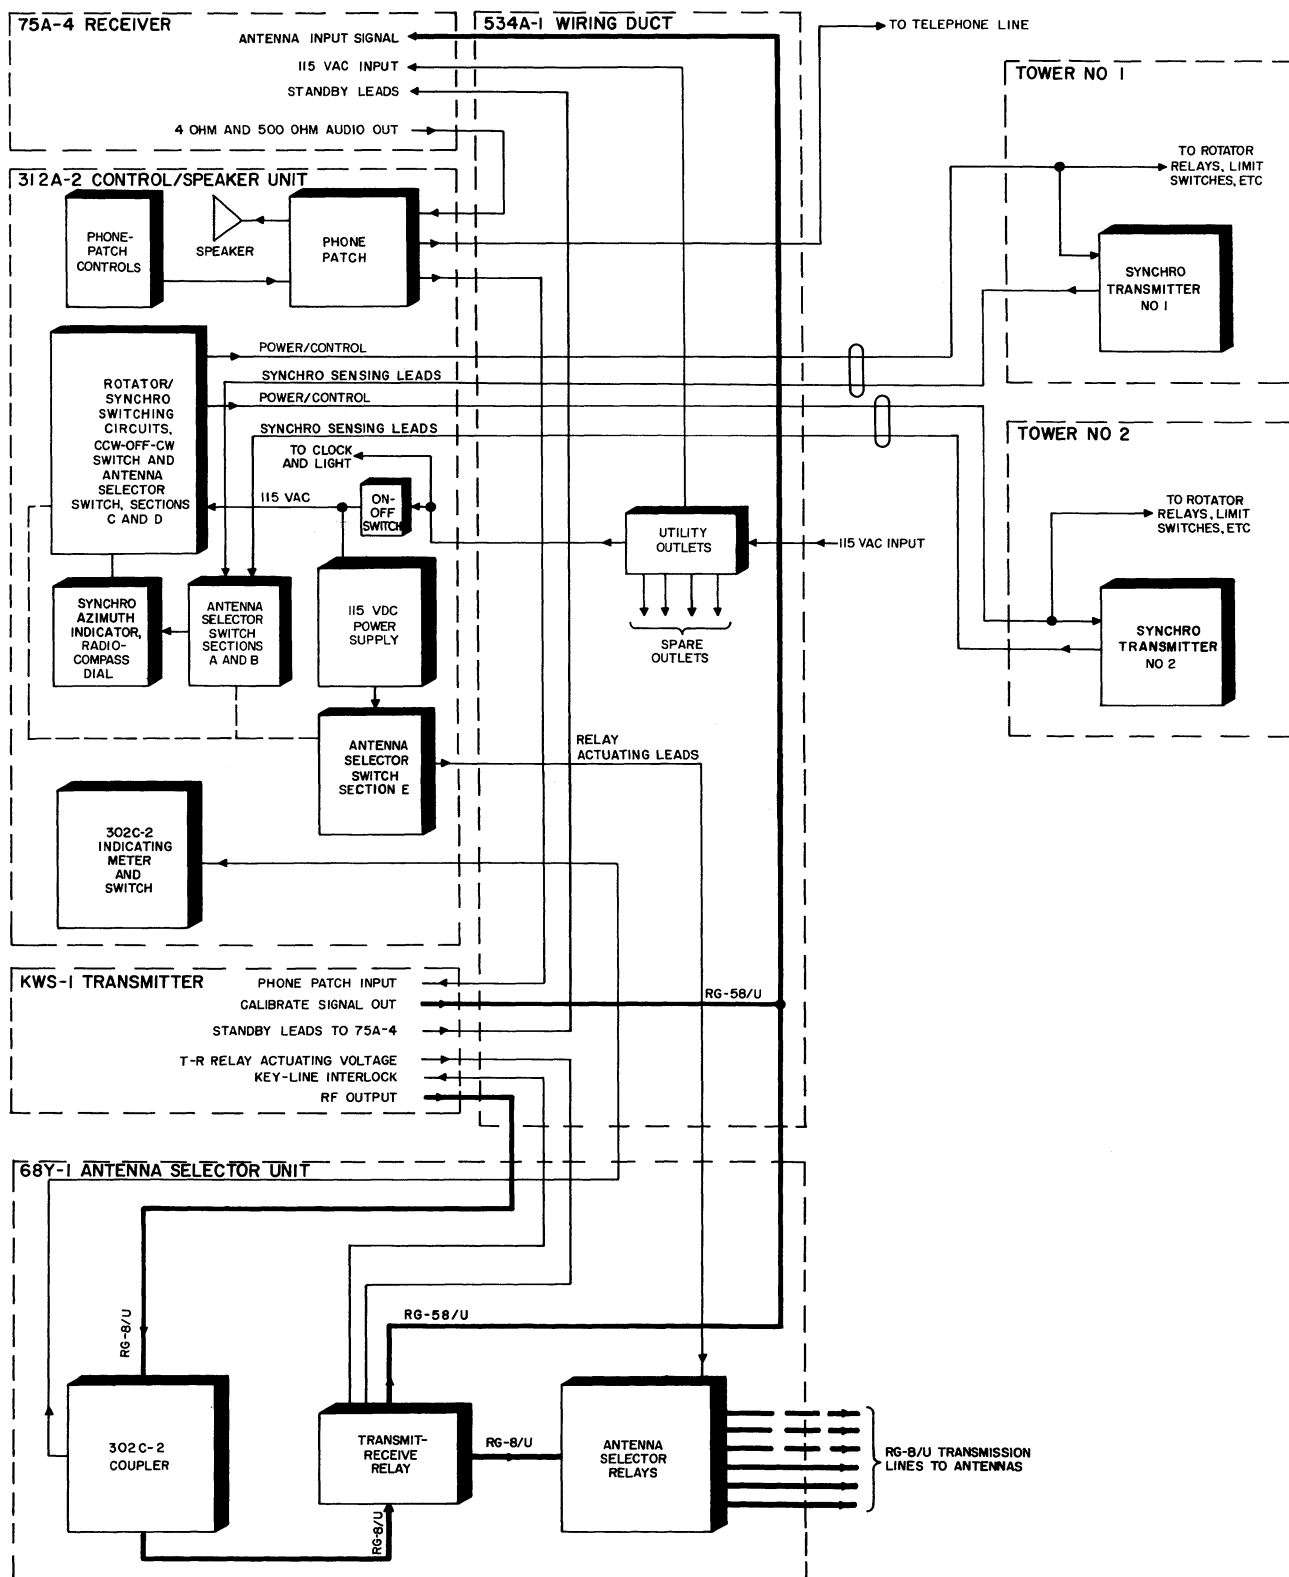 75A-4 RECEIVER
ANTENNA INPUT SIGNAL
115 VAC INPUT
STANDBY LEADS
4 OHM AND 500 OHM AUDIO OUT
534A-1 WIRING DUCT
TO TELEPHONE LINE
TOWER NO 1
TO ROTATOR
RELAYS, LIMIT
SWITCHES, ETC
SYNCHRO
TRANSMITTER
NO 1
312A-2 CONTROL/SPEAKER UNIT
PHONE-
PATCH
CONTROLS
SPEAKER
PHONE
PATCH
POWER/CONTROL
SYNCHRO SENSING LEADS
POWER/CONTROL
SYNCHRO SENSING LEADS
ROTATOR/
SYNCHRO
SWITCHING
CIRCUITS,
CCW-OFF-CW
SWITCH AND
ANTENNA
SELECTOR
SWITCH, SECTIONS
C AND D
TO CLOCK
AND LIGHT
115 VAC
ON-
OFF
SWITCH
UTILITY
OUTLETS
115 VAC INPUT
SPARE
OUTLETS
TOWER NO 2
TO ROTATOR
RELAYS, LIMIT
SWITCHES, ETC
SYNCHRO
TRANSMITTER
NO 2
SYNCHRO
AZIMUTH
INDICATOR,
RADIO-
COMPASS
DIAL
ANTENNA
SELECTOR
SWITCH
SECTIONS
A AND B
115 VDC
POWER
SUPPLY
ANTENNA
SELECTOR
SWITCH
SECTION E
RELAY
ACTUATING LEADS
302C-2
INDICATING
METER
AND
SWITCH
KWS-1 TRANSMITTER
PHONE PATCH INPUT
CALIBRATE SIGNAL OUT
RG-58/U
STANDBY LEADS TO 75A-4
T-R RELAY ACTUATING VOLTAGE
KEY-LINE INTERLOCK
RF OUTPUT
68Y-1 ANTENNA SELECTOR UNIT
RG-8/U
RG-58/U
302C-2
COUPLER
TRANSMIT-
RECEIVE
RELAY
RG-8/U
RG-8/U
ANTENNA
SELECTOR
RELAYS
RG-8/U TRANSMISSION
LINES TO ANTENNAS